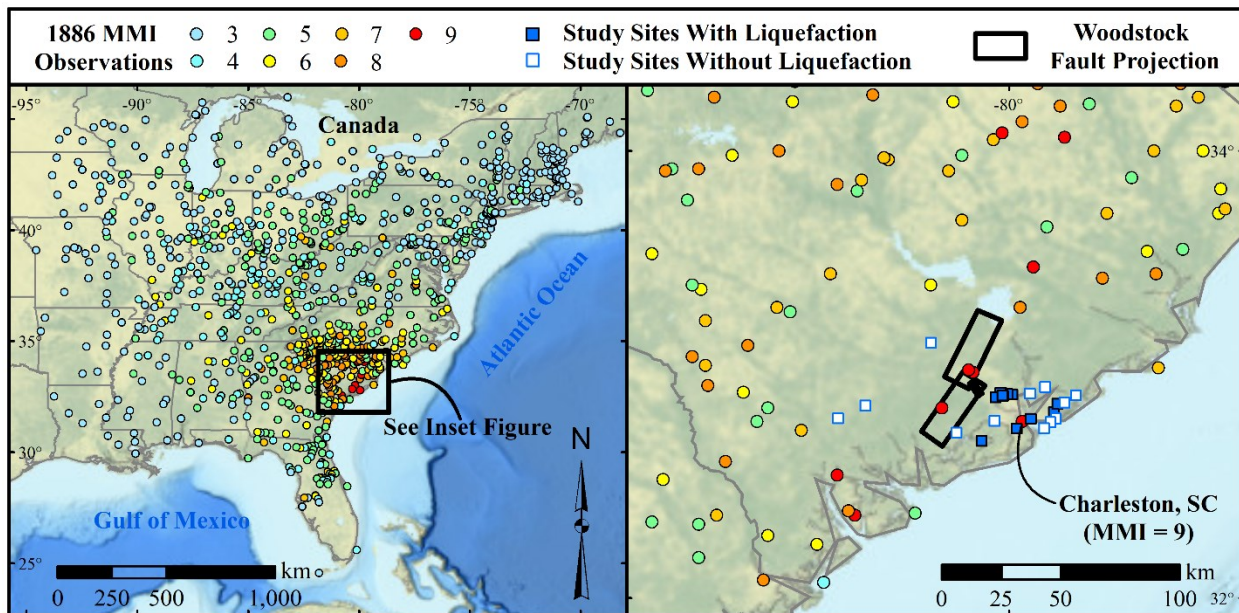 1886 MMI 3 5 7 9 Study Sites With Liquefaction Woodstock
Observations 4 6 8 Study Sites Without Liquefaction Fault Projection
-95° -90° -85° -80° -75° -70° -80°
Canada
34°
40°
Atlantic Ocean
35°
See Inset Figure
N
30°
Charleston, SC
(MMI = 9)
Gulf of Mexico
25° km km
0 250 500 1,000 0 25 50 100 32°